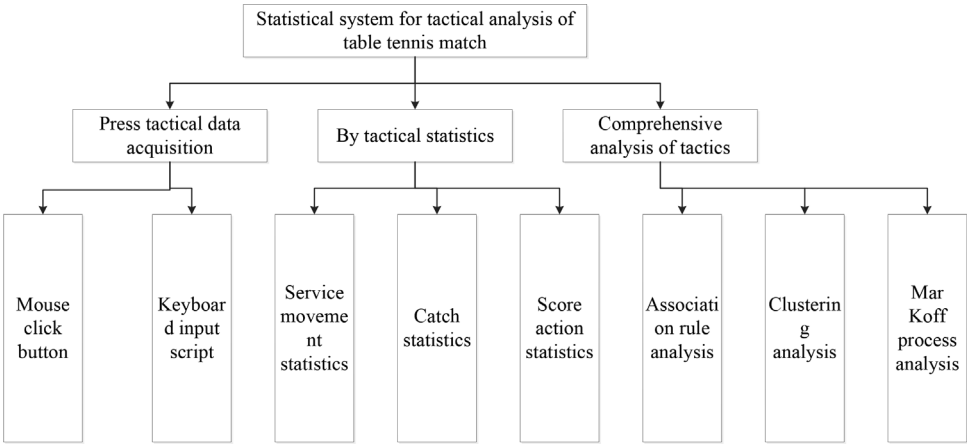 Statistical system for tactical analysis of
table tennis match
Press tactical data
acquisition
By tactical statistics
Comprehensive
analysis of tactics
Mouse
click
button
Keyboar
d input
script
Service
moveme
nt
statistics
Catch
statistics
Score
action
statistics
Associati
on rule
analysis
Clusterin
g
analysis
Mar
Koff
process
analysis